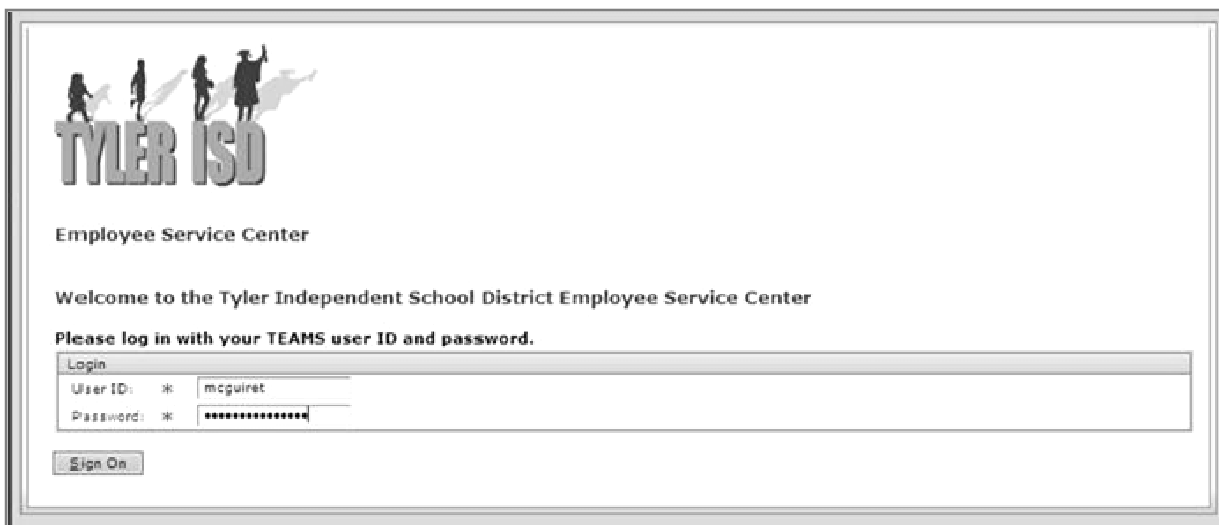 TYLER ISD
Employee Service Center
Welcome to the Tyler Independent School District Employee Service Center
Please log in with your TEAMS user ID and password.
Login
User ID: * mcguiret
Password: * •••••••••••••••
Sign On